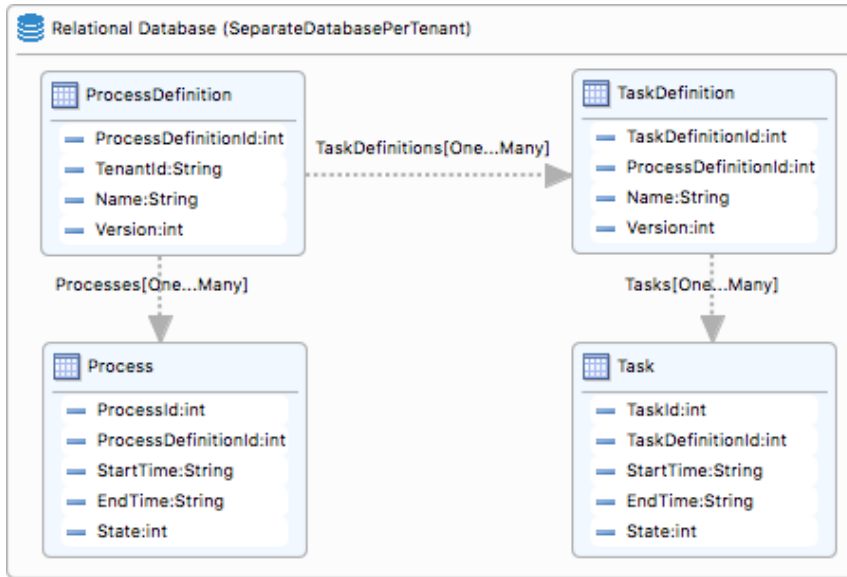 Relational Database (SeparateDatabasePerTenant)
ProcessDefinition
ProcessDefinitionId:int
TenantId:String
Name:String
Version:int
TaskDefinitions[One...Many]
TaskDefinition
TaskDefinitionId:int
ProcessDefinitionId:int
Name:String
Version:int
Processes[One...Many]
Tasks[One...Many]
Process
ProcessId:int
ProcessDefinitionId:int
StartTime:String
EndTime:String
State:int
Task
TaskId:int
TaskDefinitionId:int
StartTime:String
EndTime:String
State:int